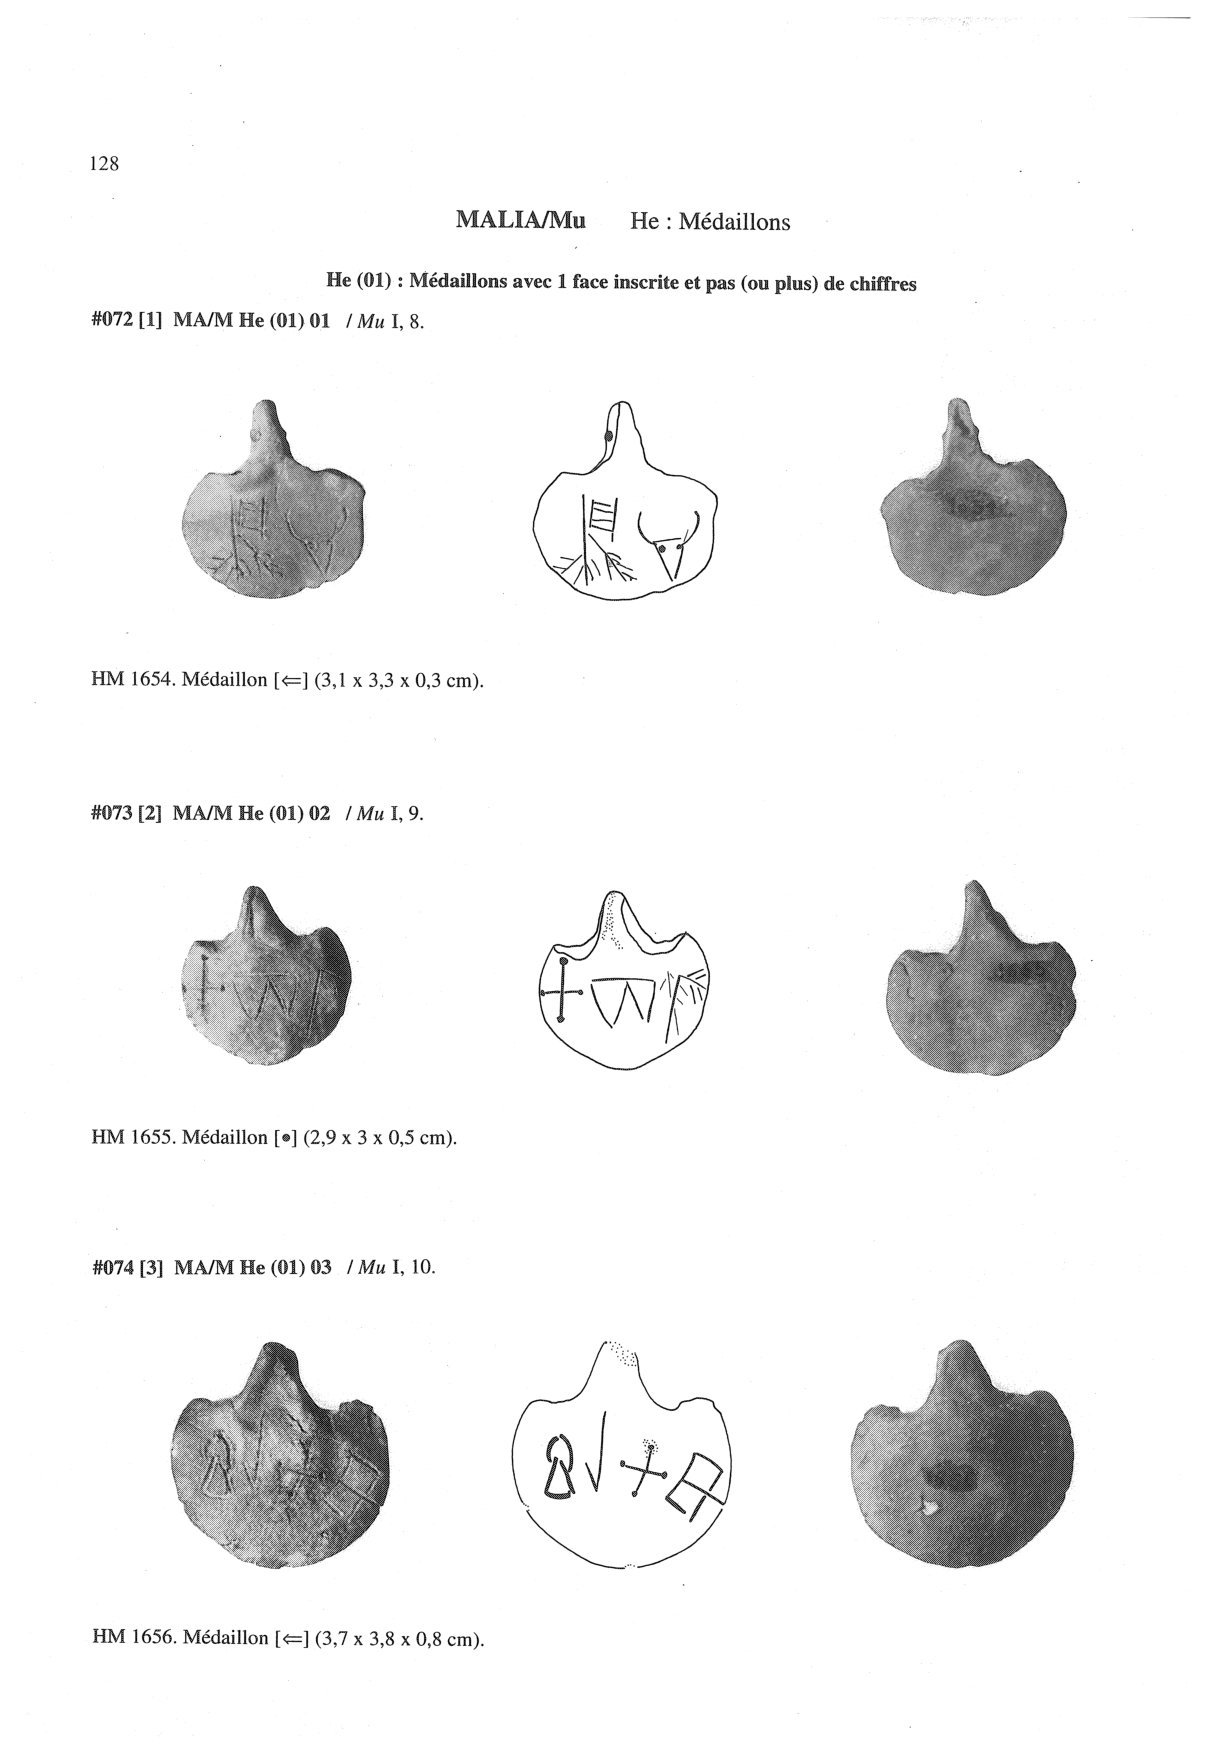 128
MALIA/Mu He : Médaillons
He (01) : Médaillons avec 1 face inscrite et pas (ou plus) de chiffres
#072 [1] MA/M He (01) 01 / Mu I, 8.
HM 1654. Médaillon [⇐] (3,1 x 3,3 x 0,3 cm).
#073 [2] MA/M He (01) 02 / Mu I, 9.
HM 1655. Médaillon [•] (2,9 x 3 x 0,5 cm).
#074 [3] MA/M He (01) 03 / Mu I, 10.
HM 1656. Médaillon [⇐] (3,7 x 3,8 x 0,8 cm).